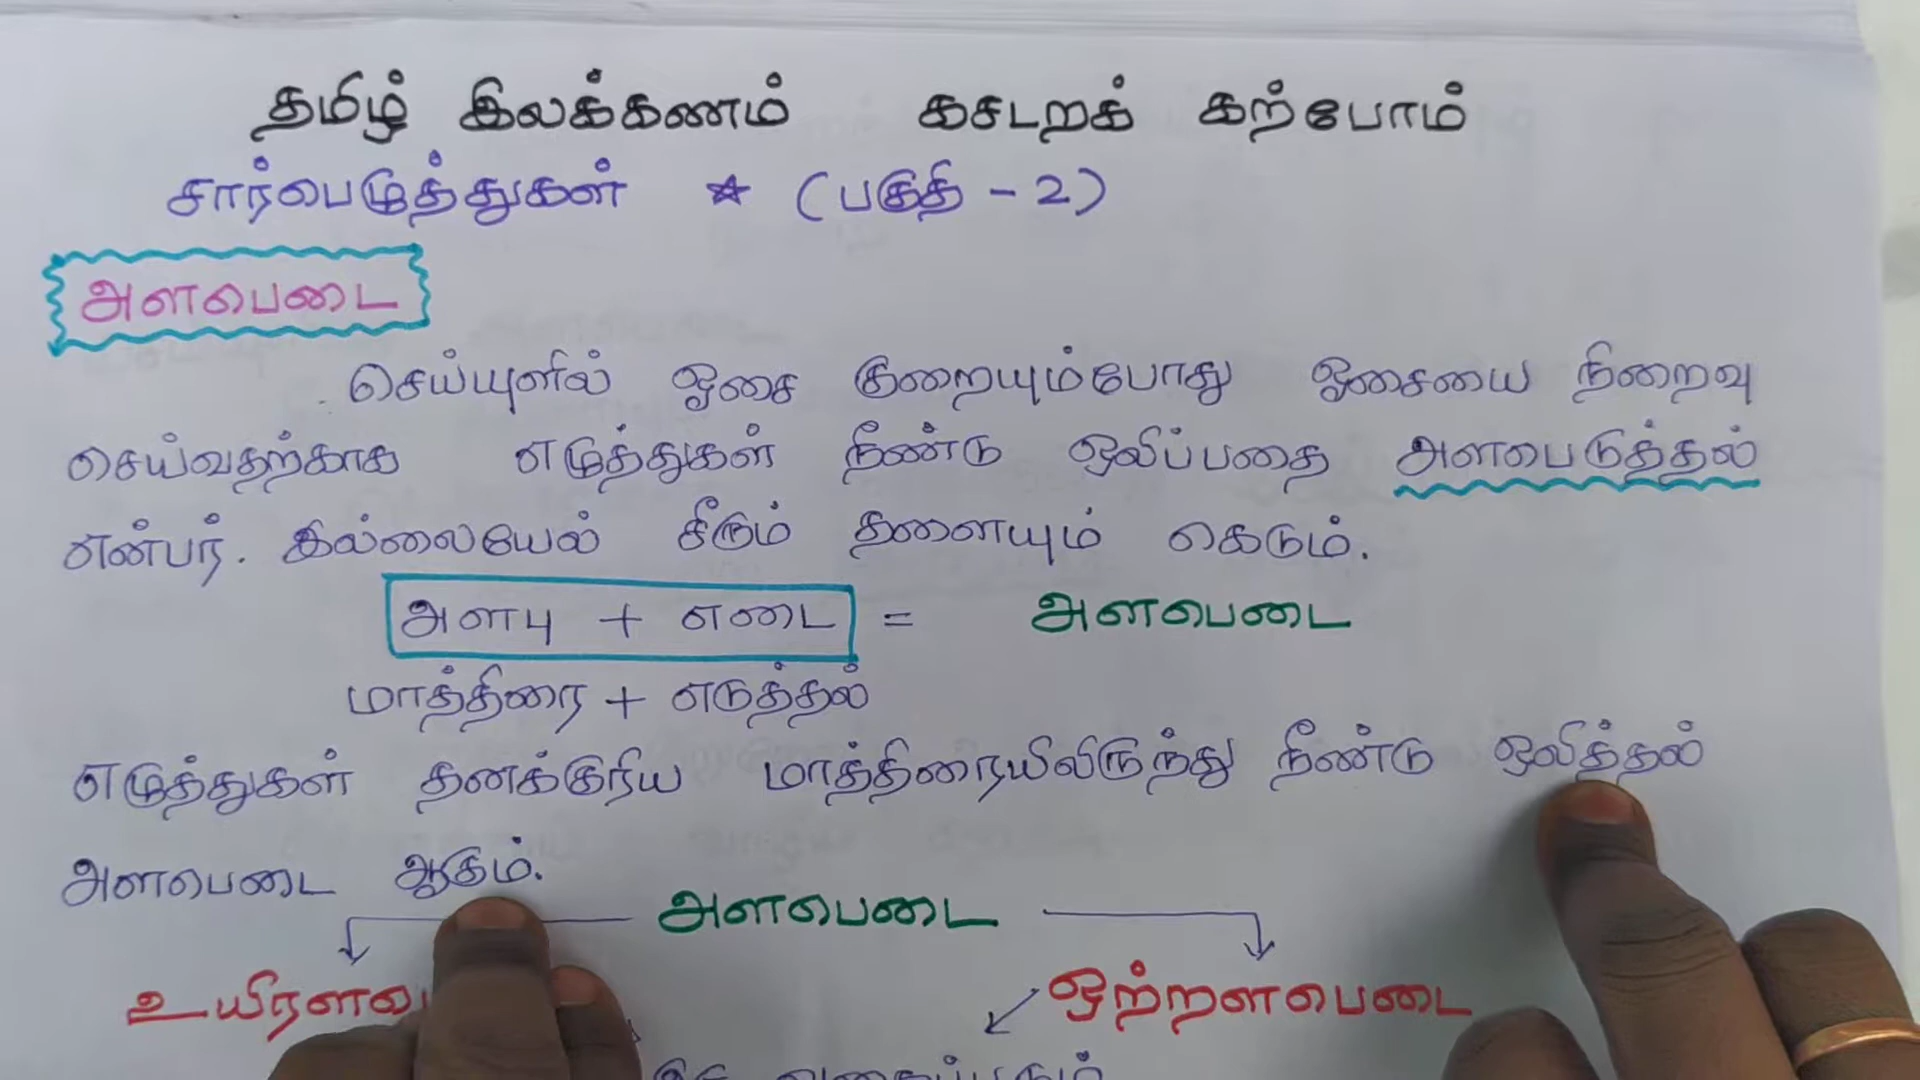 தமிழ் இலக்கணம் கசடறக் கற்போம்
சார்பெழுத்துகள் ☆ (பகுதி - 2)
அளபெடை
செய்யுளில் ஓசை குறையும்போது ஓசையை நிறைவு
செய்வதற்காக எழுத்துகள் நீண்டு ஒலிப்பதை அளபெடுத்தல்
என்பர். இல்லையேல் சீரும் தளையும் கெடும்.
அளபு + எடை = அளபெடை
மாத்திரை + எடுத்தல்
எழுத்துகள் தனக்குரிய மாத்திரையிலிருந்து நீண்டு ஒலித்தல்
அளபெடை ஆகும்.
அளபெடை
ஒற்றளபெடை